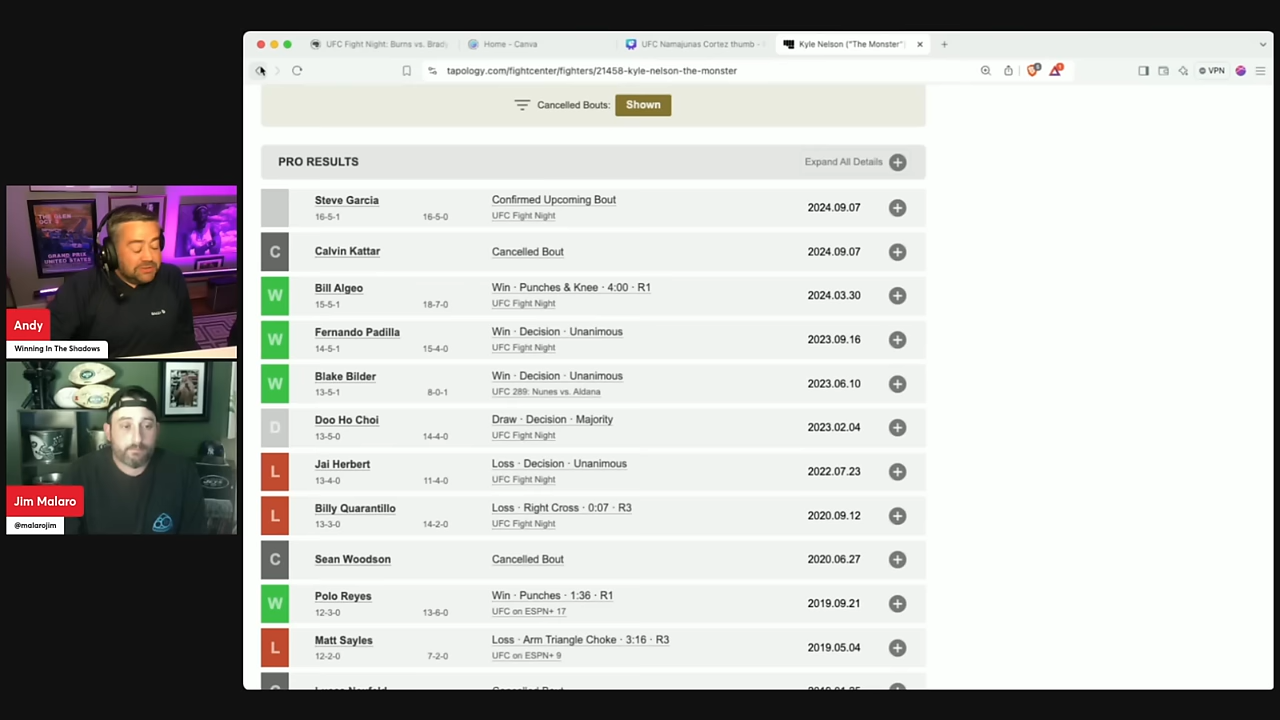 UFC Fight Night: Burns vs. Brady
Home - Canva
UFC Namajunas Cortez thumb -
Kyle Nelson ("The Monster")
tapology.com/fightcenter/fighters/21458-kyle-nelson-the-monster
VPN
Cancelled Bouts:
Shown
PRO RESULTS
Expand All Details
Steve Garcia
Confirmed Upcoming Bout
2024.09.07
16-5-1
16-5-0
UFC Fight Night
C
Calvin Kattar
Cancelled Bout
2024.09.07
W
Bill Algeo
Win · Punches & Knee · 4:00 · R1
2024.03.30
15-5-1
18-7-0
UFC Fight Night
W
Fernando Padilla
Win · Decision · Unanimous
2023.09.16
14-5-1
15-4-0
UFC Fight Night
W
Blake Bilder
Win · Decision · Unanimous
2023.06.10
13-5-1
8-0-1
UFC 289: Nunes vs. Aldana
D
Doo Ho Choi
Draw · Decision · Majority
2023.02.04
13-5-0
14-4-0
UFC Fight Night
L
Jai Herbert
Loss · Decision · Unanimous
2022.07.23
13-4-0
11-4-0
UFC Fight Night
L
Billy Quarantillo
Loss · Right Cross · 0:07 · R3
2020.09.12
13-3-0
14-2-0
UFC Fight Night
C
Sean Woodson
Cancelled Bout
2020.06.27
W
Polo Reyes
Win · Punches · 1:36 · R1
2019.09.21
12-3-0
13-6-0
UFC on ESPN+ 17
L
Matt Sayles
Loss · Arm Triangle Choke · 3:16 · R3
2019.05.04
12-2-0
7-2-0
UFC on ESPN+ 9
THE GLEN
OCT
GRAND PRIX
UNITED STATES
Andy
Winning In The Shadows
Jim Malaro
@malarojim